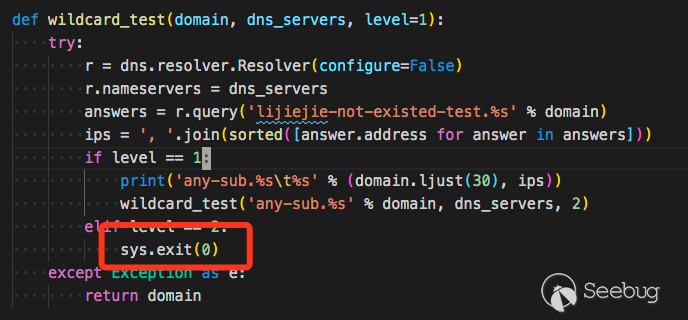 def wildcard_test(domain, dns_servers, level=1):
    try:
        r = dns.resolver.Resolver(configure=False)
        r.nameservers = dns_servers
        answers = r.query('lijiejie-not-existed-test.%s' % domain)
        ips = ', '.join(sorted([answer.address for answer in answers]))
        if level == 1:
            print('any-sub.%s\t%s' % (domain.ljust(30), ips))
            wildcard_test('any-sub.%s' % domain, dns_servers, 2)
        elif level == 2:
            sys.exit(0)
    except Exception as e:
        return domain
Seebug